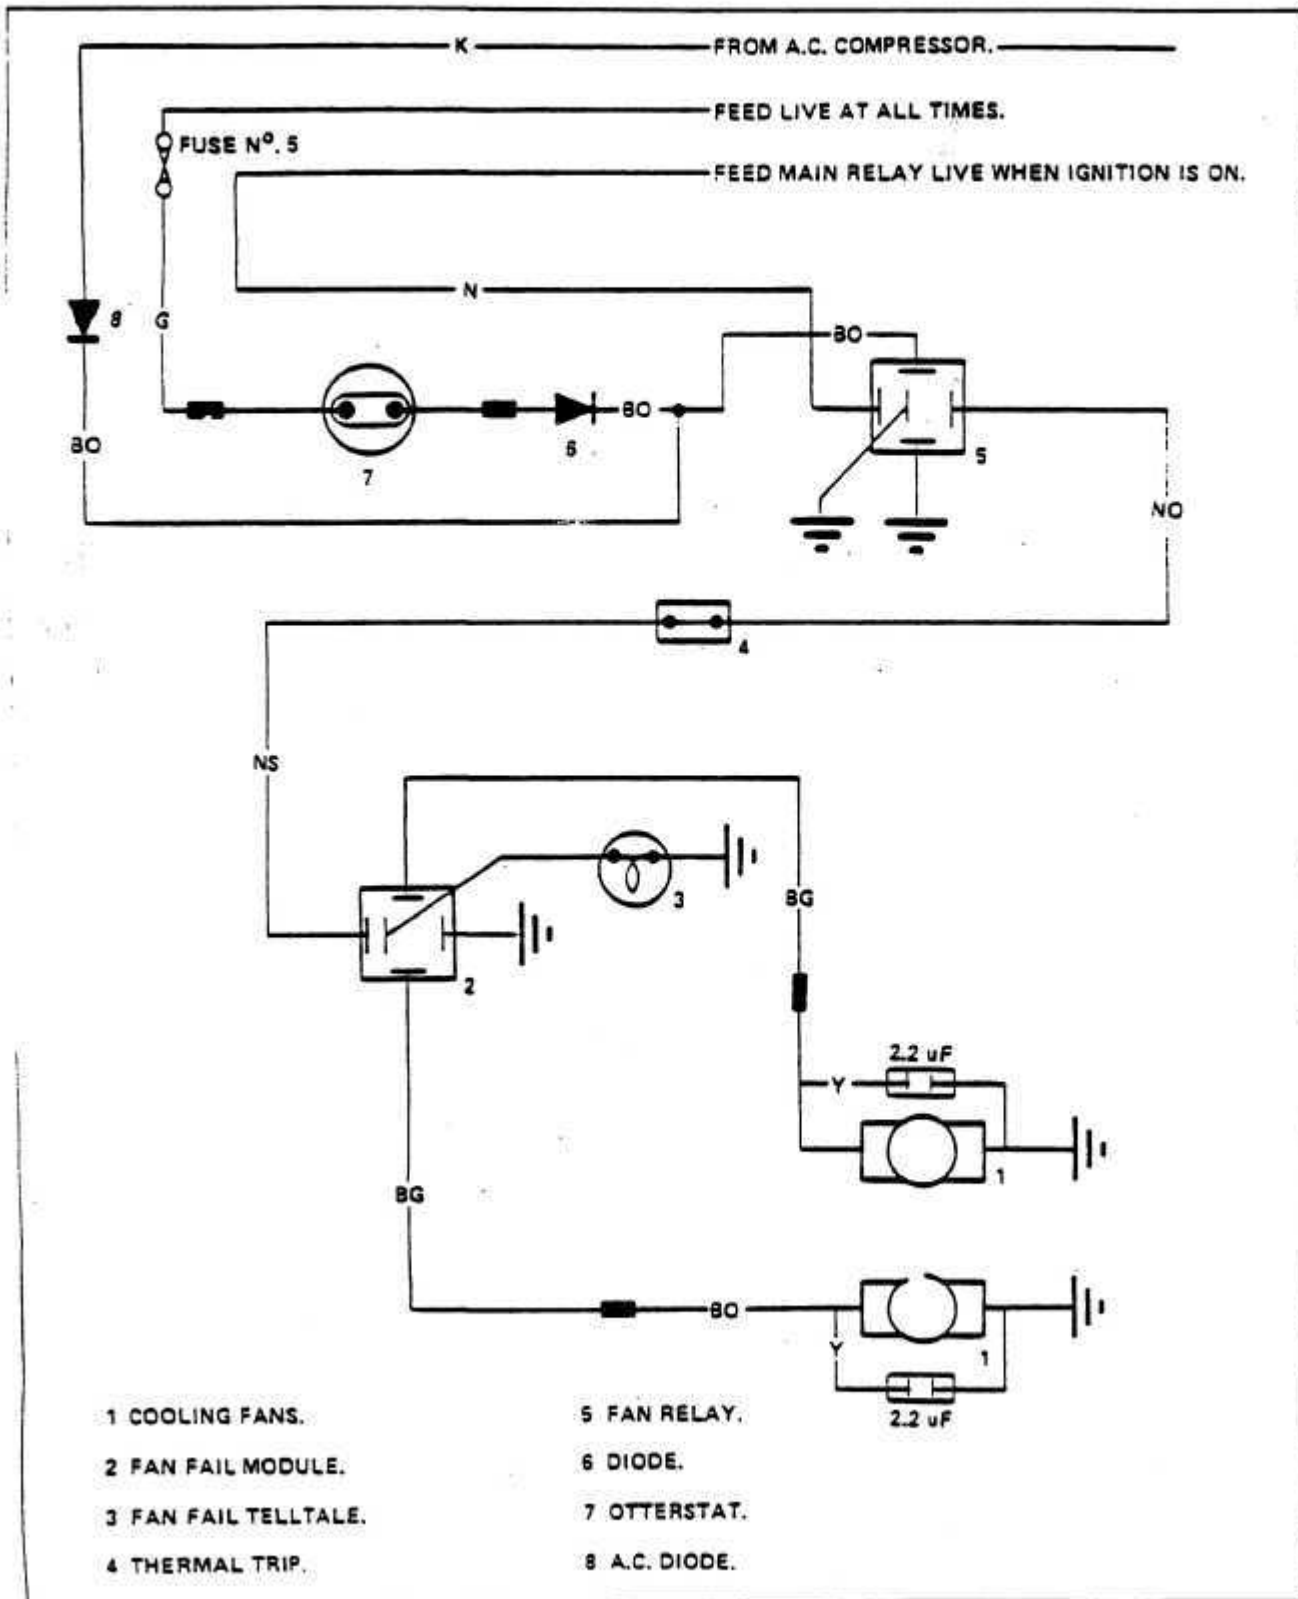 K
FROM A.C. COMPRESSOR.
FEED LIVE AT ALL TIMES.
FUSE Nº. 5
FEED MAIN RELAY LIVE WHEN IGNITION IS ON.
N
8
G
BO
BO
BO
6
7
5
NO
4
NS
3
BG
2
2.2 uF
Y
1
BG
BO
Y
1
2.2 uF
1 COOLING FANS.
2 FAN FAIL MODULE.
3 FAN FAIL TELLTALE.
4 THERMAL TRIP.
5 FAN RELAY.
6 DIODE.
7 OTTERSTAT.
8 A.C. DIODE.